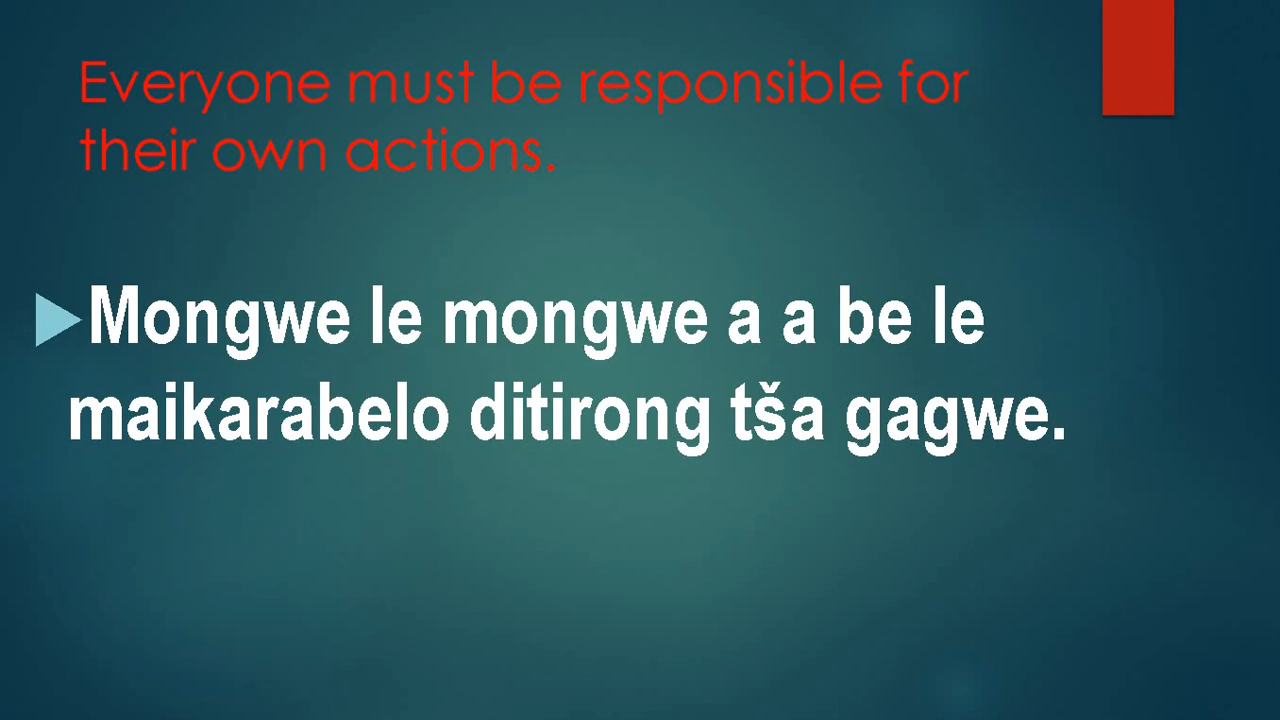 Everyone must be responsible for
their own actions.
Mongwe le mongwe a a be le
maikarabelo ditirong tša gagwe.